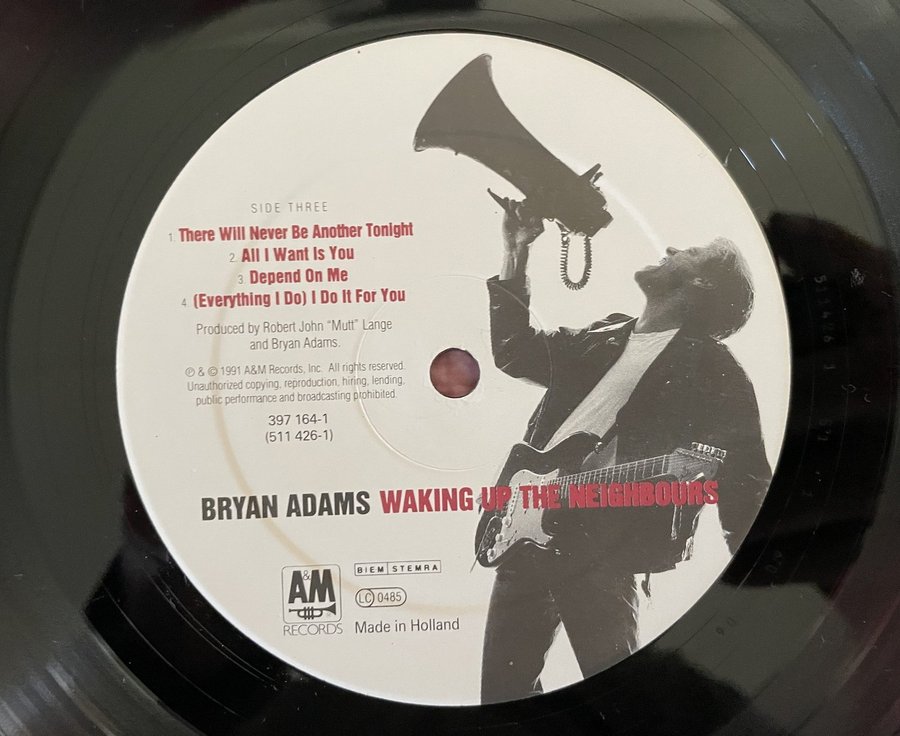 SIDE THREE
1. There Will Never Be Another Tonight
2. All I Want Is You
3. Depend On Me
4. (Everything I Do) I Do It For You
Produced by Robert John "Mutt" Lange
and Bryan Adams.
℗ & © 1991 A&M Records, Inc. All rights reserved.
Unauthorized copying, reproduction, hiring, lending,
public performance and broadcasting prohibited.
397 164-1
(511 426-1)
BRYAN ADAMS WAKING UP THE NEIGHBOURS
A&M
RECORDS
BIEM STEMRA
LC 0485
Made in Holland